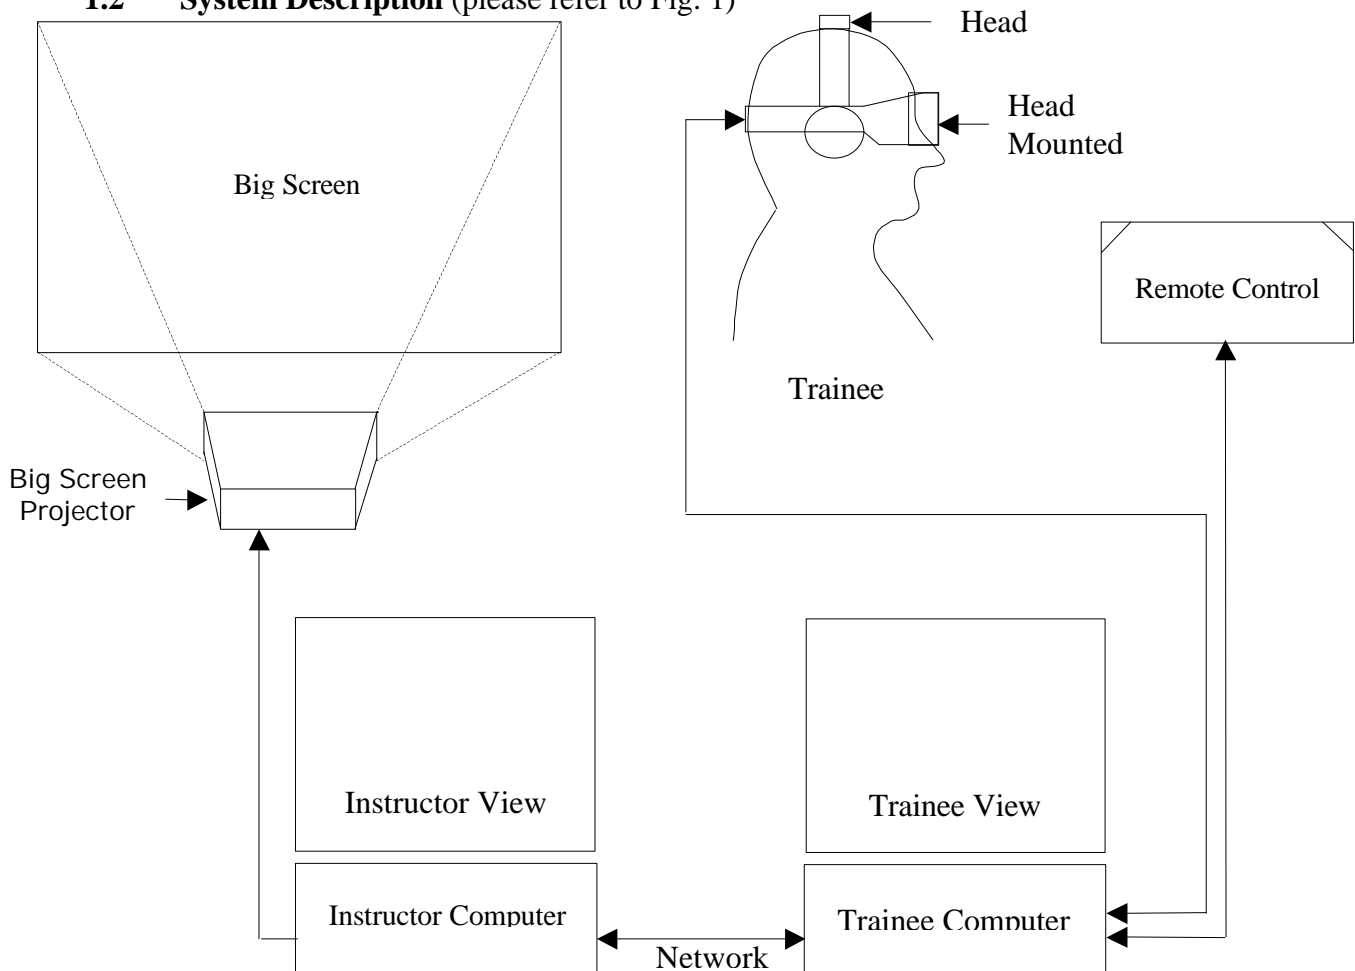 1.2 System Description (please refer to Fig. 1)
Head
Head
Mounted
Big Screen
Remote Control
Trainee
Big Screen
Projector
Instructor View
Trainee View
Instructor Computer
Trainee Computer
Network